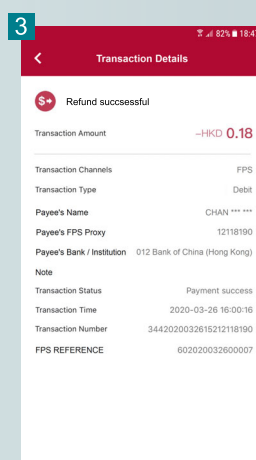 3
82% 18:47
Transaction Details
Refund succsessful
Transaction Amount -HKD 0.18
Transaction Channels FPS
Transaction Type Debit
Payee's Name CHAN *** ***
Payee's FPS Proxy 12118190
Payee's Bank / Institution 012 Bank of China (Hong Kong)
Note
Transaction Status Payment success
Transaction Time 2020-03-26 16:00:16
Transaction Number 3442020032615212118190
FPS REFERENCE 602020032600007